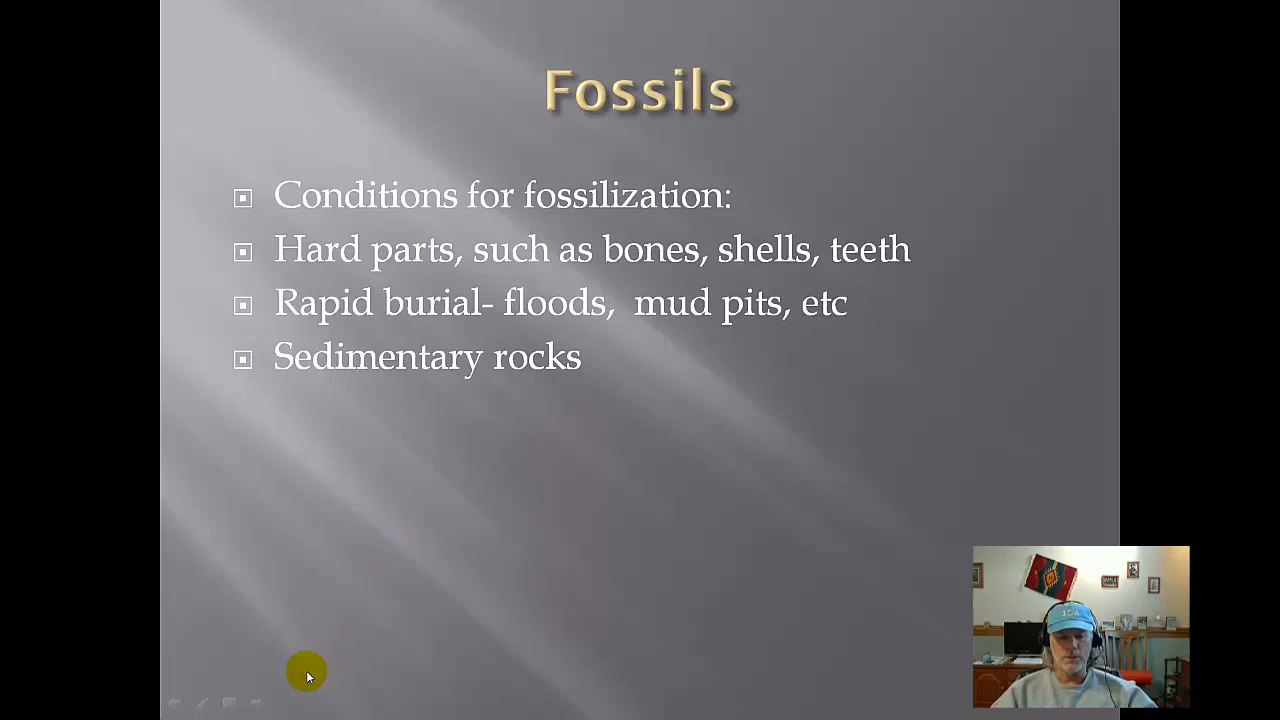 Fossils
Conditions for fossilization:
Hard parts, such as bones, shells, teeth
Rapid burial- floods,  mud pits, etc
Sedimentary rocks